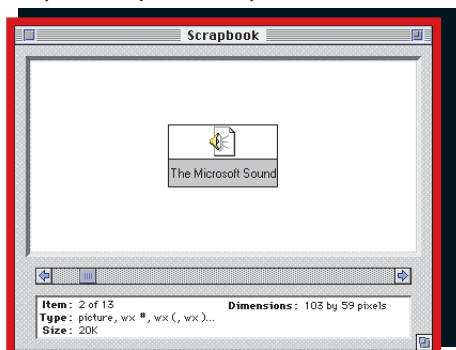 Scrapbook
The Microsoft Sound
Item: 2 of 13
Dimensions: 103 by 59 pixels
Type: picture, wx #, wx (, wx )...
Size: 20K